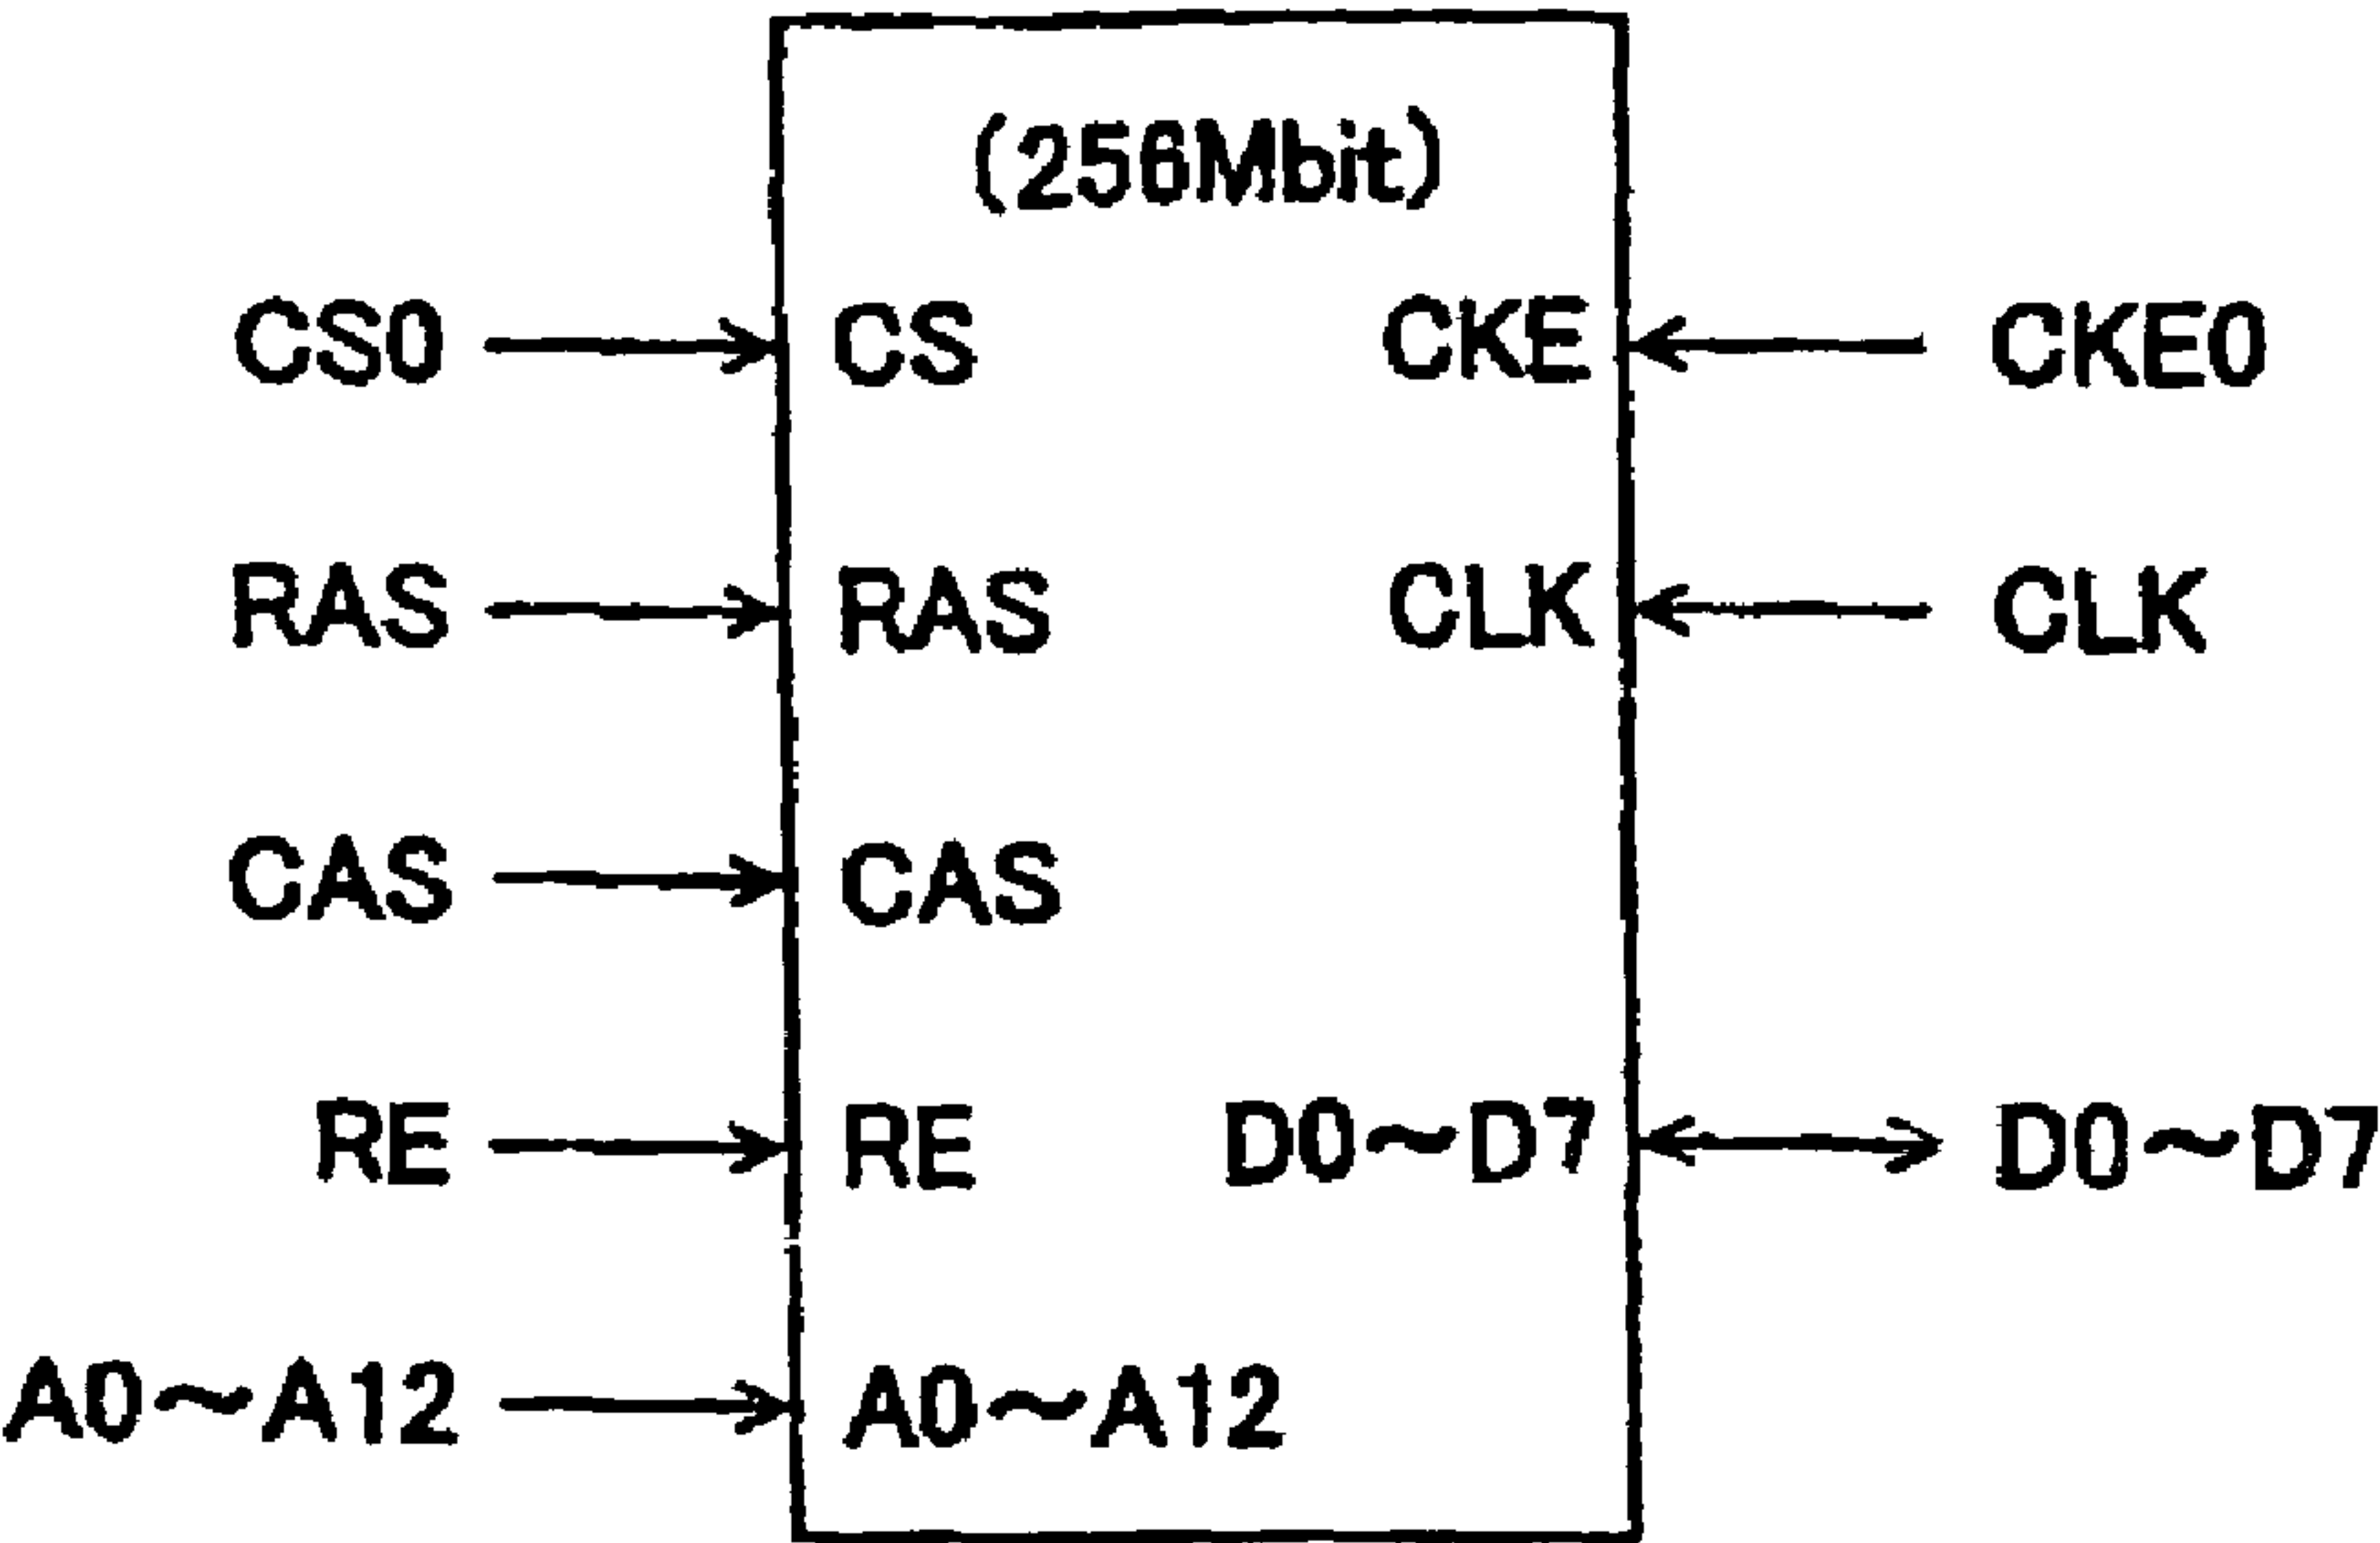 (256Mbit)
CS0 CS CKE CKE0
RAS RAS CLK CLK
CAS CAS
RE RE D0~D7 D0~D7
A0~A12 A0~A12